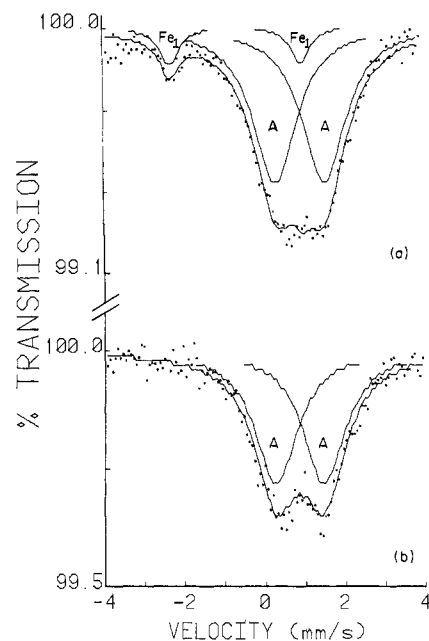 100.0
Fe1 Fe1
A A
(a)
99.1
% TRANSMISSION
100.0
A A
(b)
99.5
-4 -2 0 2 4
VELOCITY (mm/s)